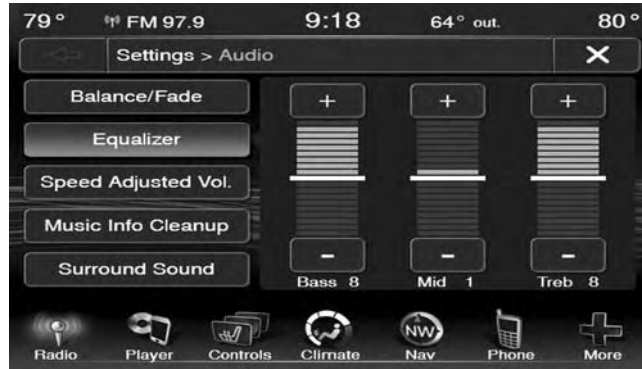 79° FM 97.9 9:18 64° out. 80°
Settings > Audio
Balance/Fade
Equalizer
Speed Adjusted Vol.
Music Info Cleanup
Surround Sound
+ + +
- - -
Bass 8 Mid 1 Treb 8
NW
Radio Player Controls Climate Nav Phone More